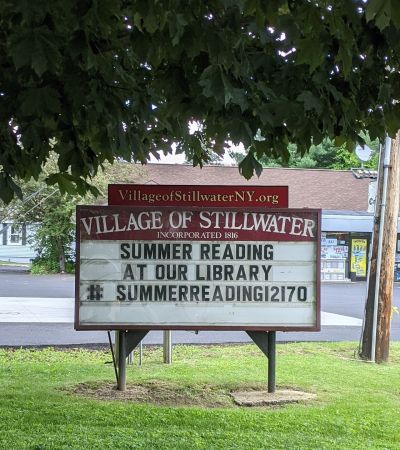 VillageofStillwaterNY.org
VILLAGE OF STILLWATER
INCORPORATED 1816
SUMMER READING
AT OUR LIBRARY
# SUMMERREADING12170